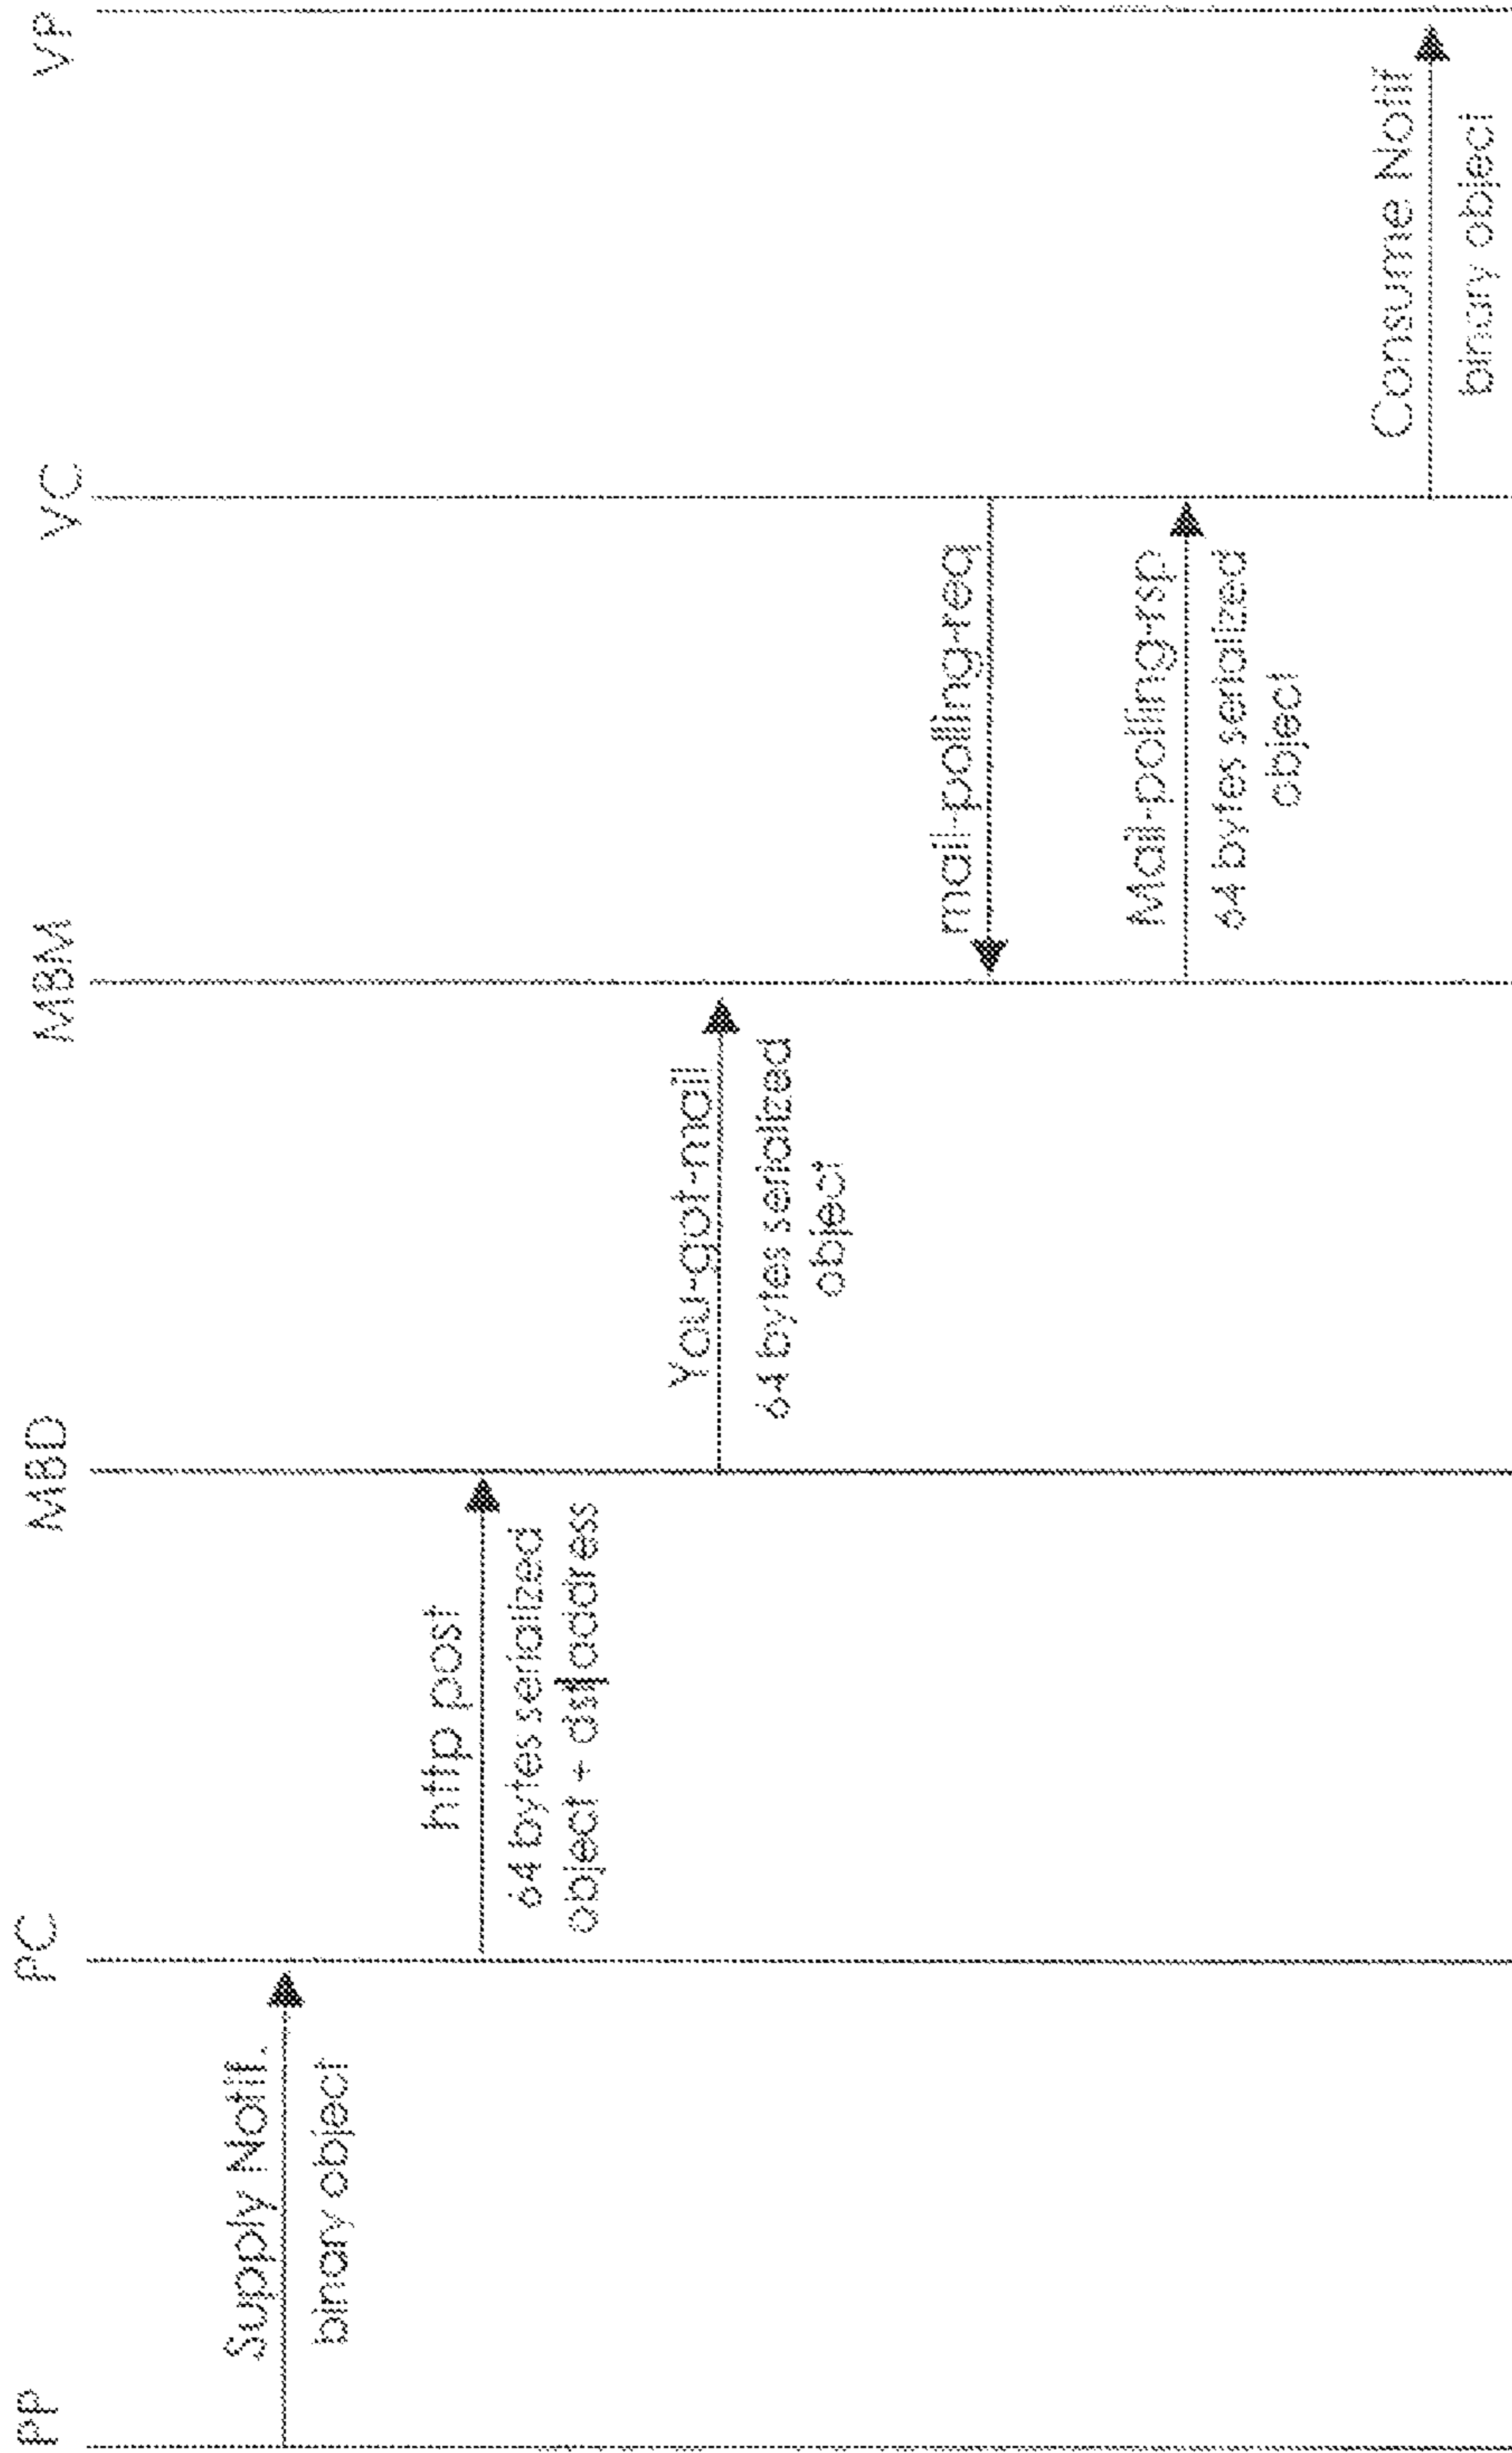 PP
PC
MBD
MBM
VC
VP
Supply Notif.
binary object
http post
64 bytes serialized
object + dst address
You-got-mail
64 bytes serialized
object
mail-polling-req
Mail-polling-rsp
64 bytes serialized
object
Consume Notif
binary object